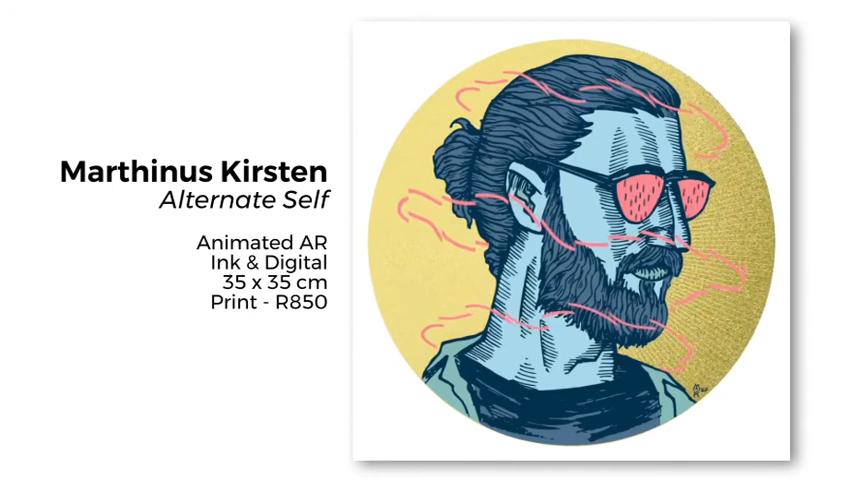 Marthinus Kirsten
Alternate Self
Animated AR
Ink & Digital
35 x 35 cm
Print - R850